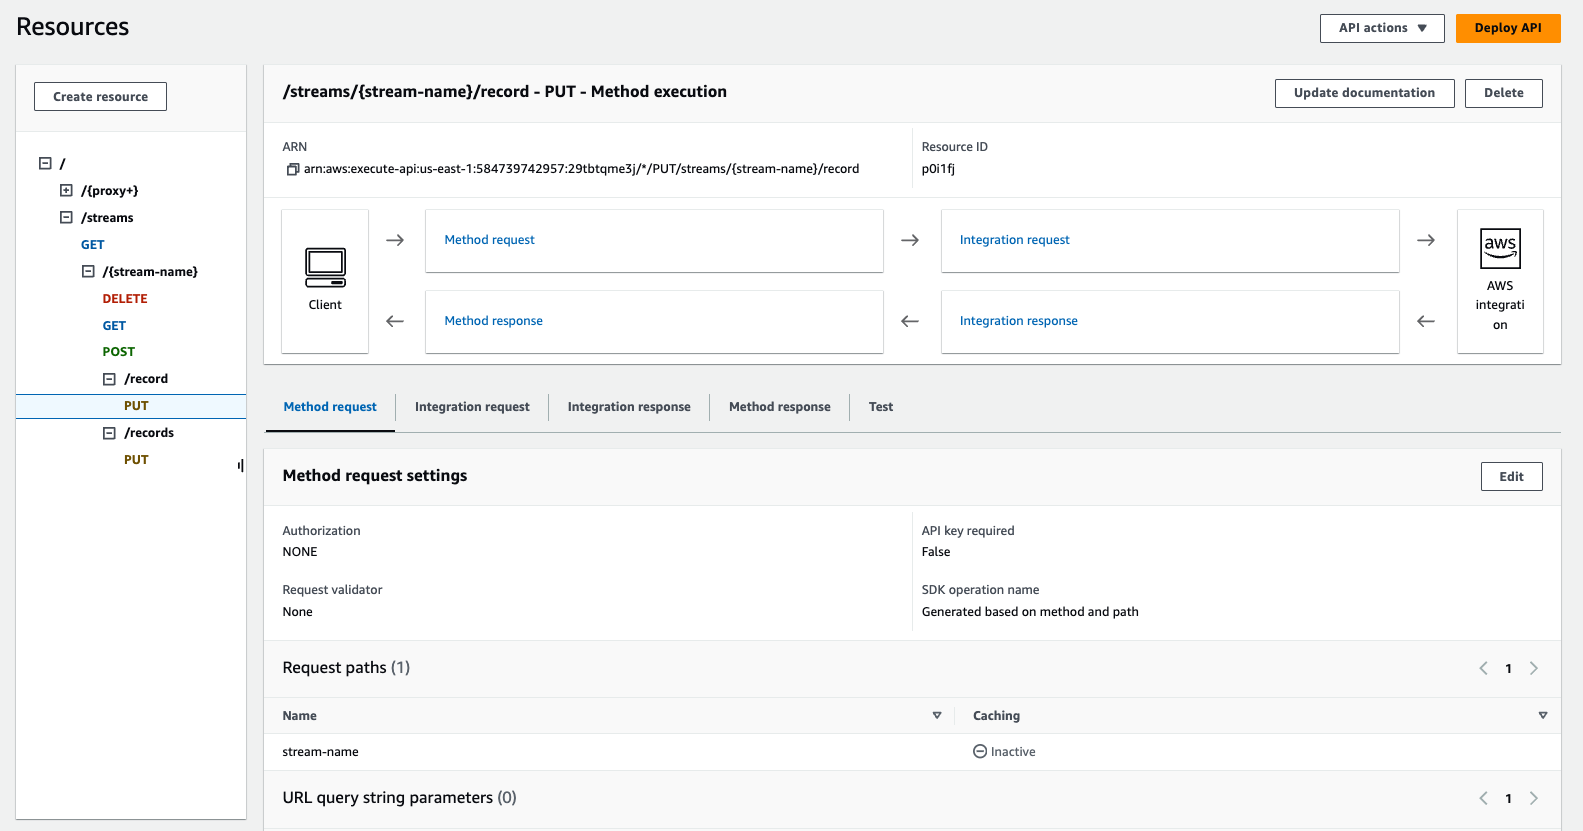 Resources
API actions
Deploy API
Create resource
/
/{proxy+}
/streams
GET
/{stream-name}
DELETE
GET
POST
/record
PUT
/records
PUT
/streams/{stream-name}/record - PUT - Method execution
Update documentation
Delete
ARN
arn:aws:execute-api:us-east-1:584739742957:29tbtqme3j/*/PUT/streams/{stream-name}/record
Resource ID
p0i1fj
Client
Method request
Integration request
Method response
Integration response
aws
AWS
integrati
on
Method request
Integration request
Integration response
Method response
Test
Method request settings
Edit
Authorization
NONE
API key required
False
Request validator
None
SDK operation name
Generated based on method and path
Request paths (1)
1
Name
Caching
stream-name
Inactive
URL query string parameters (0)
1